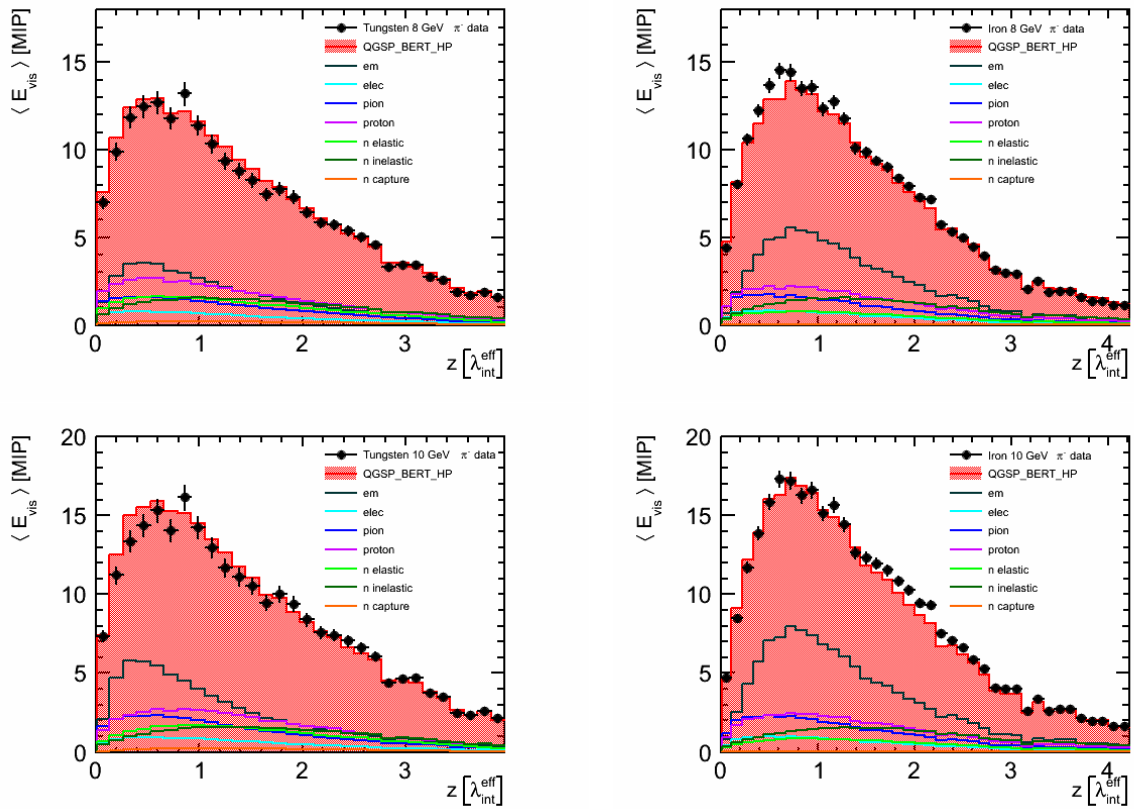 ⟨ E_vis ⟩ [MIP]
15
10
5
0
0 1 2 3
z [λ_int^eff]
Tungsten 8 GeV π⁻ data
QGSP_BERT_HP
em
elec
pion
proton
n elastic
n inelastic
n capture
⟨ E_vis ⟩ [MIP]
15
10
5
0
0 1 2 3 4
z [λ_int^eff]
Iron 8 GeV π⁻ data
QGSP_BERT_HP
em
elec
pion
proton
n elastic
n inelastic
n capture
⟨ E_vis ⟩ [MIP]
20
15
10
5
0
0 1 2 3
z [λ_int^eff]
Tungsten 10 GeV π⁻ data
QGSP_BERT_HP
em
elec
pion
proton
n elastic
n inelastic
n capture
⟨ E_vis ⟩ [MIP]
20
15
10
5
0
0 1 2 3 4
z [λ_int^eff]
Iron 10 GeV π⁻ data
QGSP_BERT_HP
em
elec
pion
proton
n elastic
n inelastic
n capture